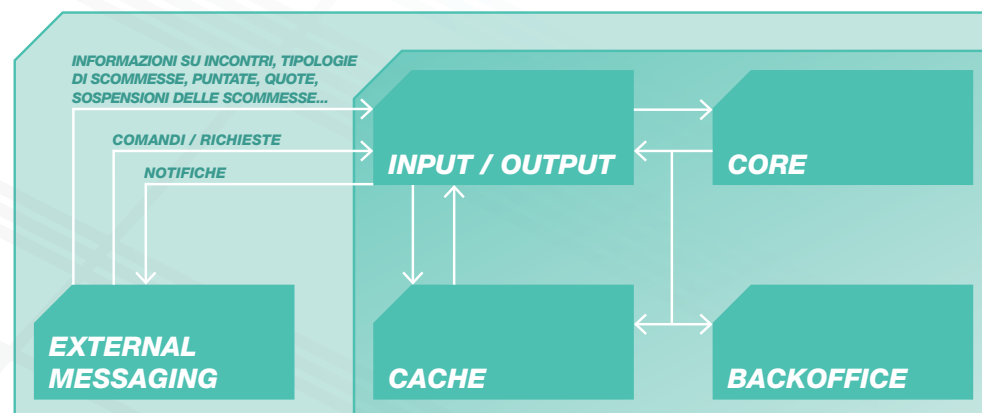 INFORMAZIONI SU INCONTRI, TIPOLOGIE
DI SCOMMESSE, PUNTATE, QUOTE,
SOSPENSIONI DELLE SCOMMESSE...
COMANDI / RICHIESTE
NOTIFICHE
INPUT / OUTPUT
CORE
EXTERNAL
MESSAGING
CACHE
BACKOFFICE